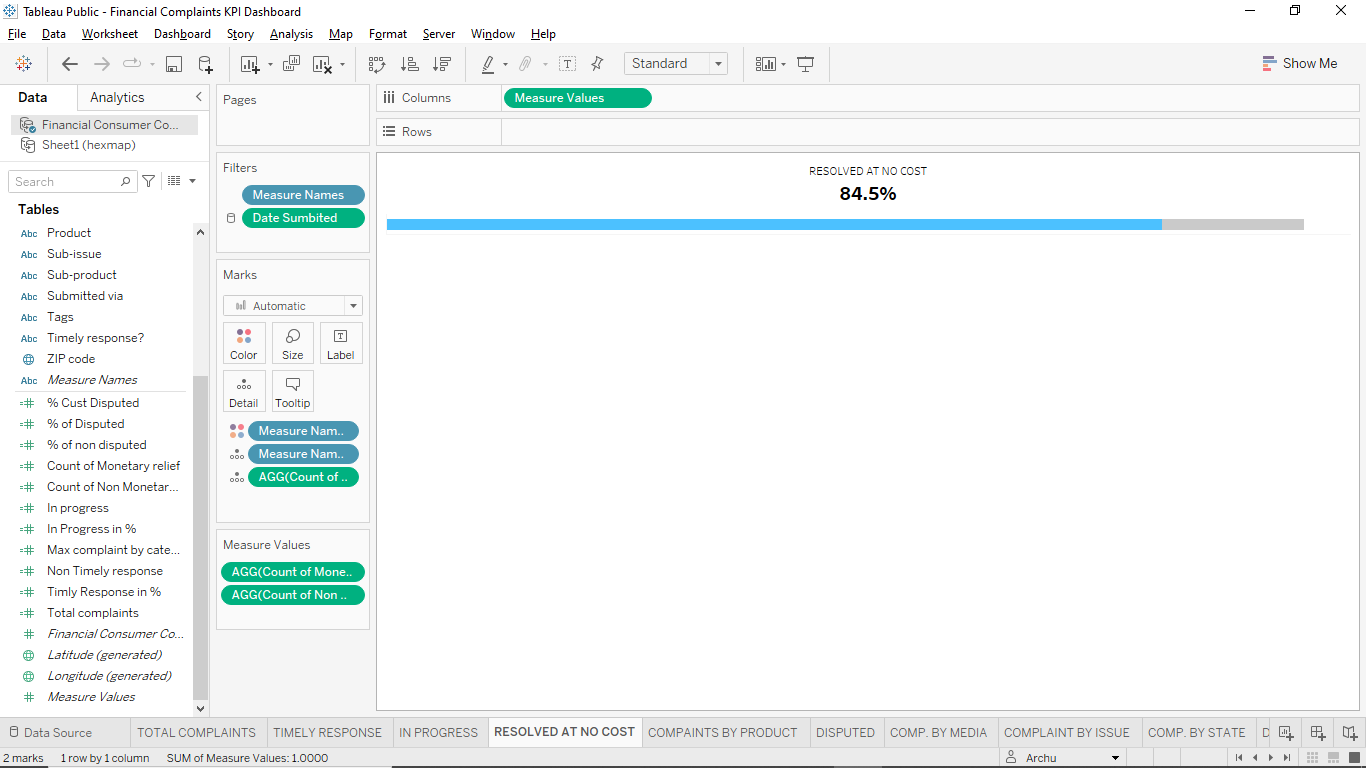 Tableau Public - Financial Complaints KPI Dashboard
File Data Worksheet Dashboard Story Analysis Map Format Server Window Help
Standard
Show Me
Data Analytics
Financial Consumer Co...
Sheet1 (hexmap)
Search
Tables
Abc Product
Abc Sub-issue
Abc Sub-product
Abc Submitted via
Abc Tags
Abc Timely response?
ZIP code
Abc Measure Names
% Cust Disputed
% of Disputed
% of non disputed
Count of Monetary relief
Count of Non Monetar...
In progress
In Progress in %
Max complaint by cate...
Non Timely response
Timly Response in %
Total complaints
Financial Consumer Co...
Latitude (generated)
Longitude (generated)
Measure Values
Pages
Filters
Measure Names
Date Sumbited
Marks
Automatic
Color Size Label
Detail Tooltip
Measure Nam..
Measure Nam..
AGG(Count of ..
Measure Values
AGG(Count of Mone..
AGG(Count of Non ..
Columns Measure Values
Rows
RESOLVED AT NO COST
84.5%
Data Source TOTAL COMPLAINTS TIMELY RESPONSE IN PROGRESS RESOLVED AT NO COST COMPAINTS BY PRODUCT DISPUTED COMP. BY MEDIA COMPLAINT BY ISSUE COMP. BY STATE D
2 marks 1 row by 1 column SUM of Measure Values: 1.0000 Archu